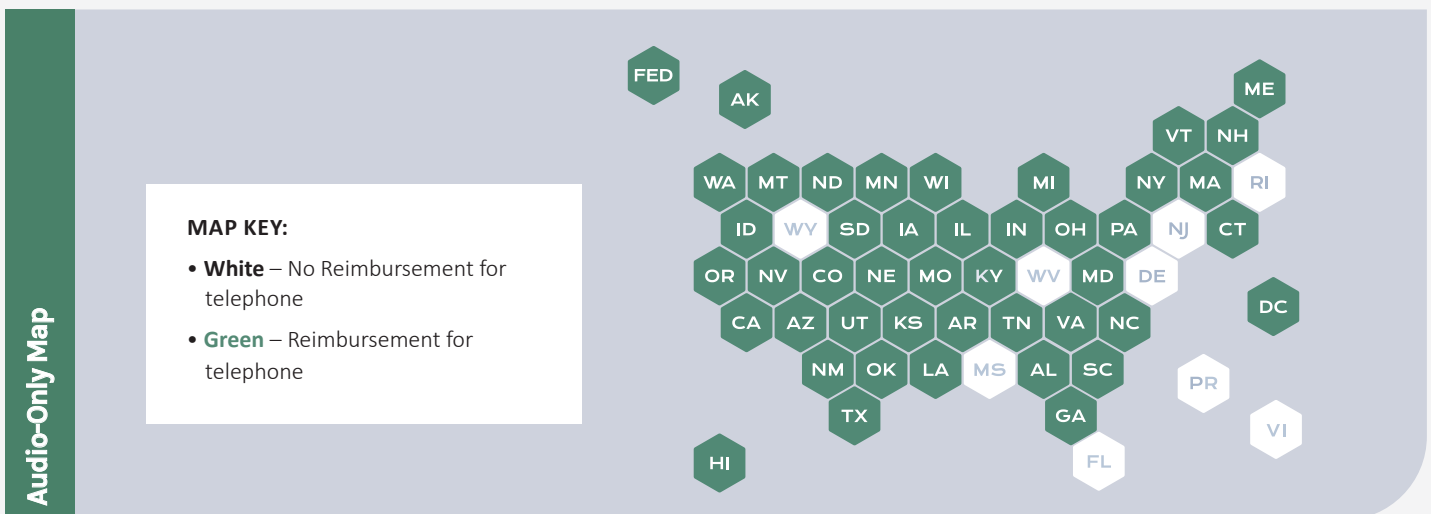 Audio-Only Map
MAP KEY:
• White – No Reimbursement for
telephone
• Green – Reimbursement for
telephone
FED
AK
ME
VT NH
WA MT ND MN WI MI NY MA RI
ID WY SD IA IL IN OH PA NJ CT
OR NV CO NE MO KY WV MD DE
DC
CA AZ UT KS AR TN VA NC
NM OK LA MS AL SC
PR
TX GA
VI
HI
FL